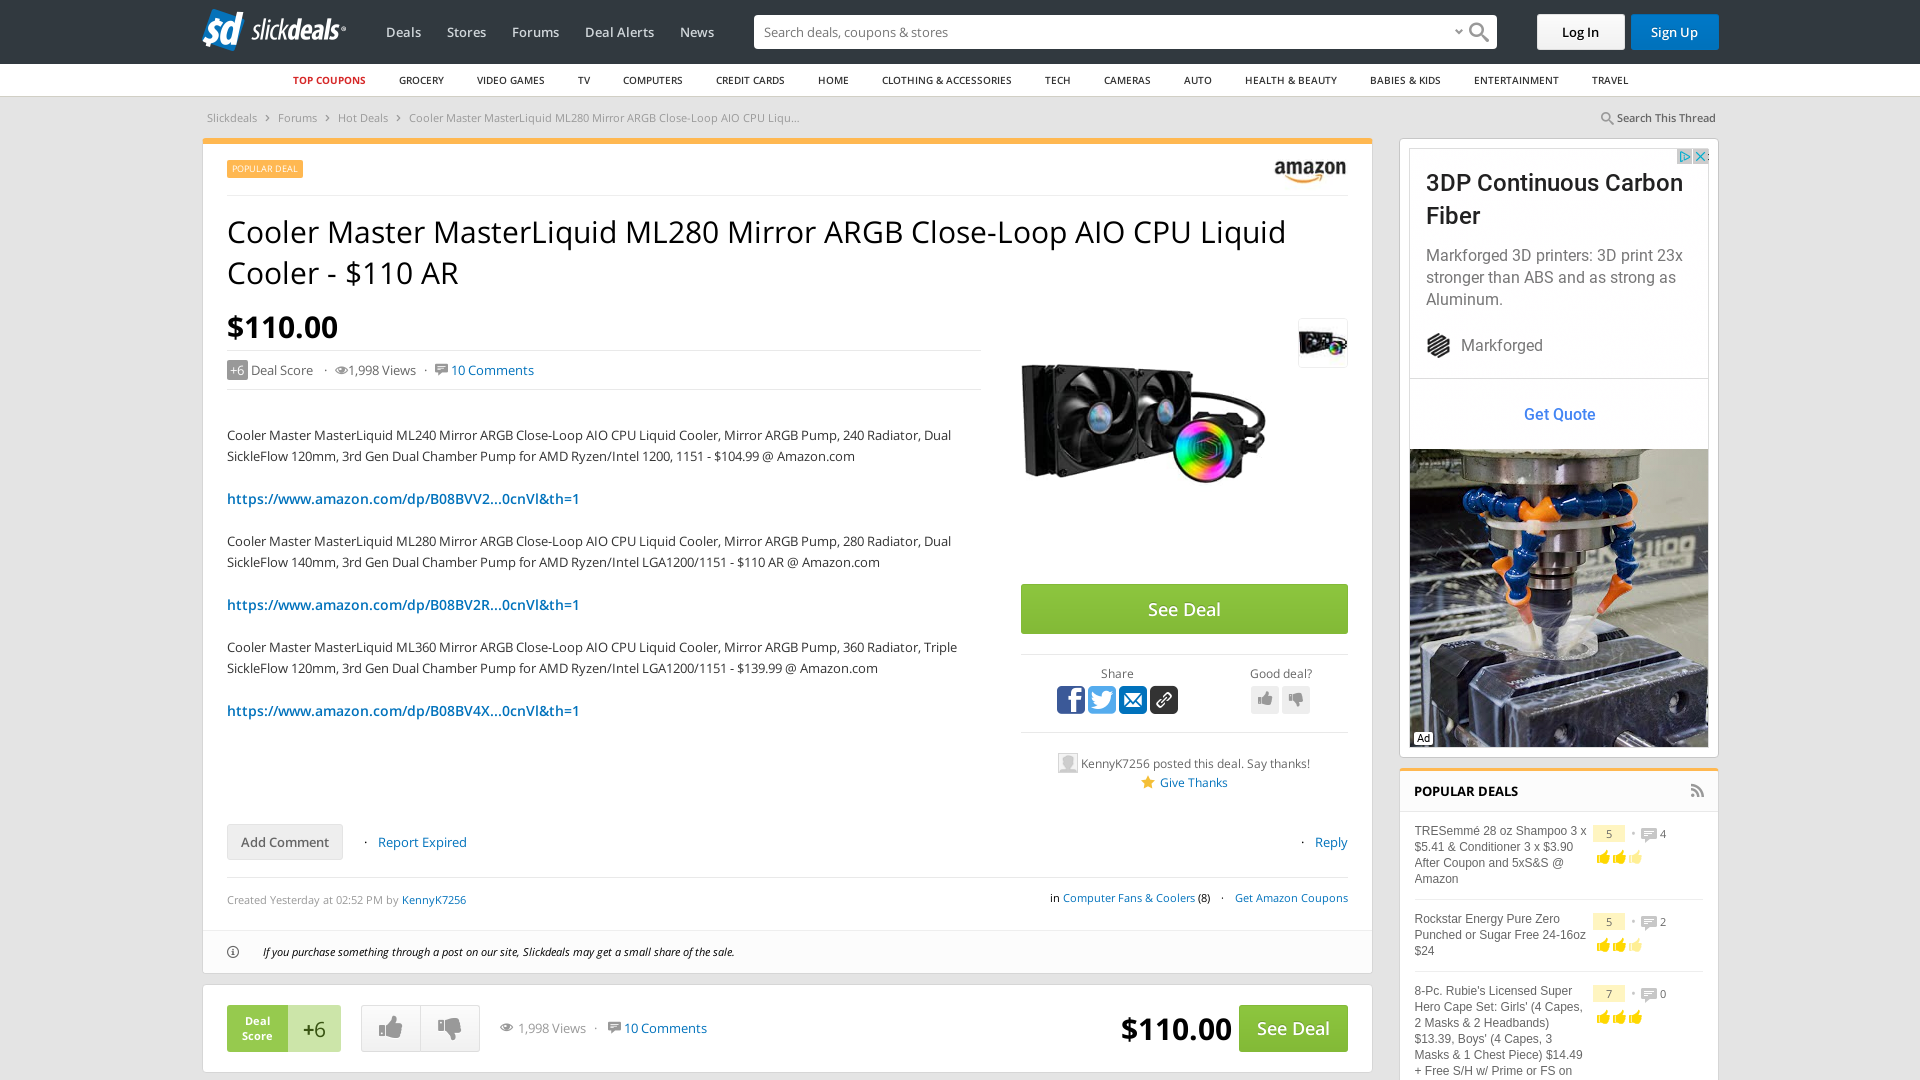 slickdeals
Deals
Stores
Forums
Deal Alerts
News
Search deals, coupons & stores
Log In
Sign Up
TOP COUPONS
GROCERY
VIDEO GAMES
TV
COMPUTERS
CREDIT CARDS
HOME
CLOTHING & ACCESSORIES
TECH
CAMERAS
AUTO
HEALTH & BEAUTY
BABIES & KIDS
ENTERTAINMENT
TRAVEL
Slickdeals › Forums › Hot Deals › Cooler Master MasterLiquid ML280 Mirror ARGB Close-Loop AIO CPU Liqu...
Search This Thread
POPULAR DEAL
amazon
Cooler Master MasterLiquid ML280 Mirror ARGB Close-Loop AIO CPU Liquid
Cooler - $110 AR
$110.00
+6 Deal Score · 1,998 Views · 10 Comments
Cooler Master MasterLiquid ML240 Mirror ARGB Close-Loop AIO CPU Liquid Cooler, Mirror ARGB Pump, 240 Radiator, Dual
SickleFlow 120mm, 3rd Gen Dual Chamber Pump for AMD Ryzen/Intel 1200, 1151 - $104.99 @ Amazon.com
https://www.amazon.com/dp/B08BVV2...0cnVl&th=1
Cooler Master MasterLiquid ML280 Mirror ARGB Close-Loop AIO CPU Liquid Cooler, Mirror ARGB Pump, 280 Radiator, Dual
SickleFlow 140mm, 3rd Gen Dual Chamber Pump for AMD Ryzen/Intel LGA1200/1151 - $110 AR @ Amazon.com
https://www.amazon.com/dp/B08BV2R...0cnVl&th=1
Cooler Master MasterLiquid ML360 Mirror ARGB Close-Loop AIO CPU Liquid Cooler, Mirror ARGB Pump, 360 Radiator, Triple
SickleFlow 120mm, 3rd Gen Dual Chamber Pump for AMD Ryzen/Intel LGA1200/1151 - $139.99 @ Amazon.com
https://www.amazon.com/dp/B08BV4X...0cnVl&th=1
See Deal
Share
Good deal?
KennyK7256 posted this deal. Say thanks!
Give Thanks
Add Comment
· Report Expired
· Reply
Created Yesterday at 02:52 PM by KennyK7256
in Computer Fans & Coolers (8) · Get Amazon Coupons
If you purchase something through a post on our site, Slickdeals may get a small share of the sale.
Deal
Score
+6
1,998 Views · 10 Comments
$110.00
See Deal
3DP Continuous Carbon
Fiber
Markforged 3D printers: 3D print 23x
stronger than ABS and as strong as
Aluminum.
Markforged
Get Quote
Ad
POPULAR DEALS
TRESemmé 28 oz Shampoo 3 x
$5.41 & Conditioner 3 x $3.90
After Coupon and 5xS&S @
Amazon
5 • 4
Rockstar Energy Pure Zero
Punched or Sugar Free 24-16oz
$24
5 • 2
8-Pc. Rubie's Licensed Super
Hero Cape Set: Girls' (4 Capes,
2 Masks & 2 Headbands)
$13.39, Boys' (4 Capes, 3
Masks & 1 Chest Piece) $14.49
+ Free S/H w/ Prime or FS on
7 • 0